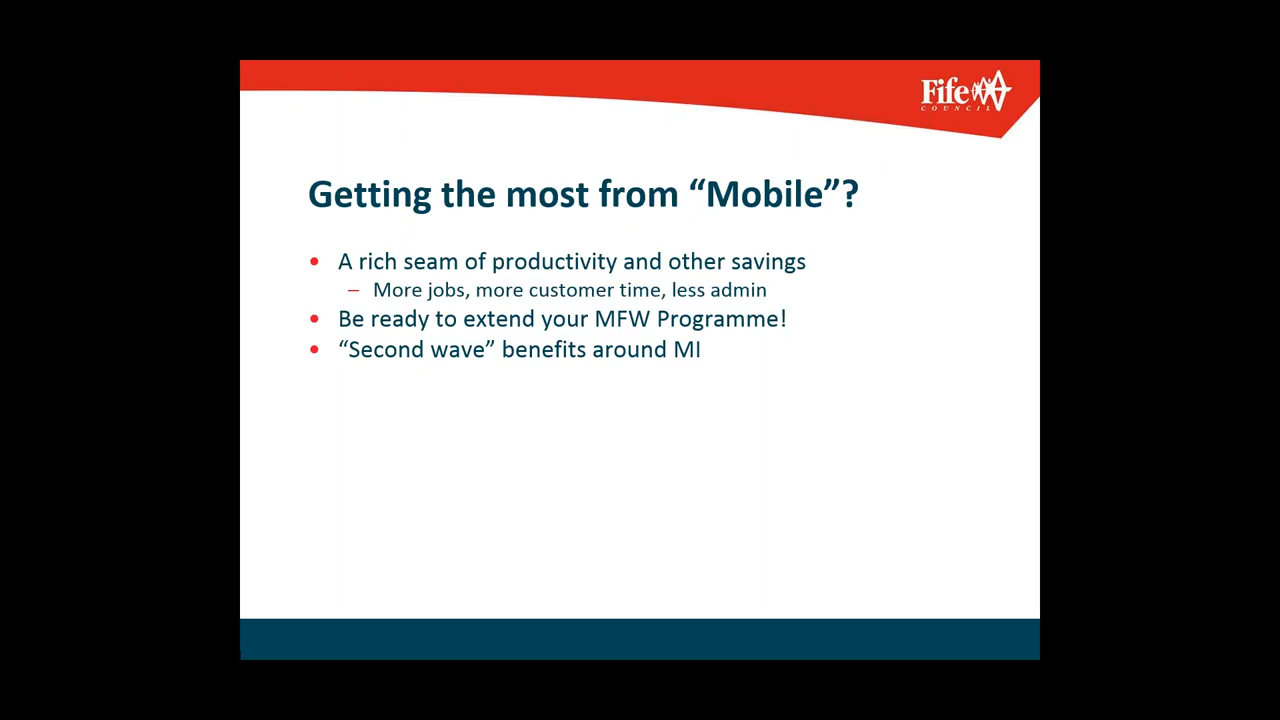 Fife
COUNCIL
Getting the most from “Mobile”?
• A rich seam of productivity and other savings
– More jobs, more customer time, less admin
• Be ready to extend your MFW Programme!
• “Second wave” benefits around MI